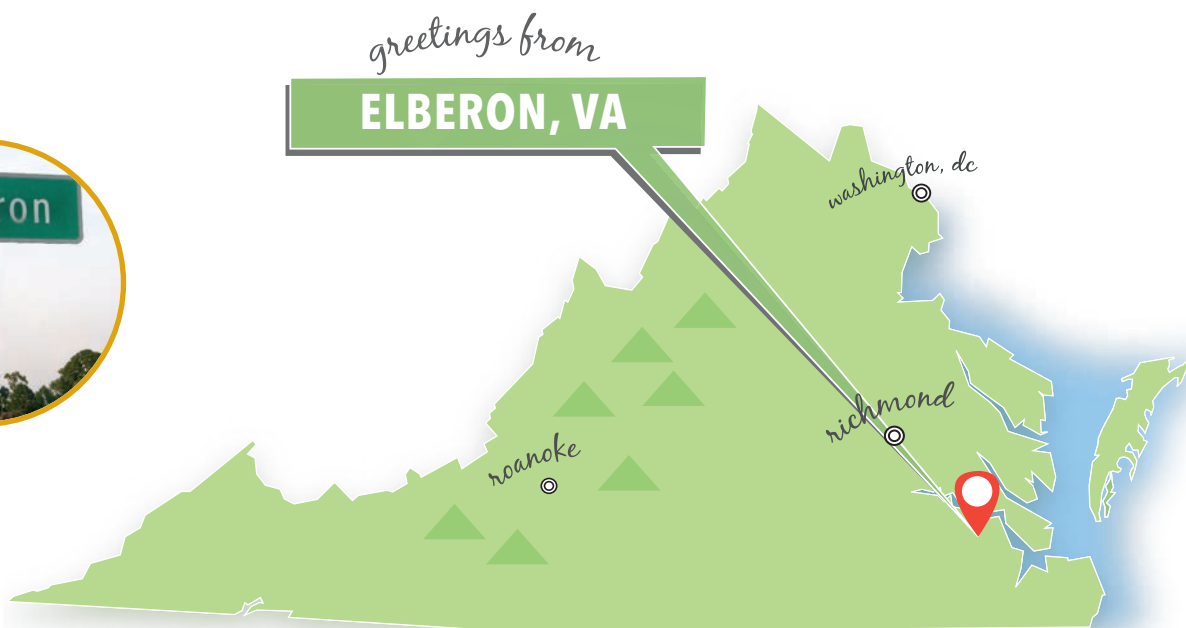 greetings from
ELBERON, VA
washington, dc
ron
richmond
roanoke